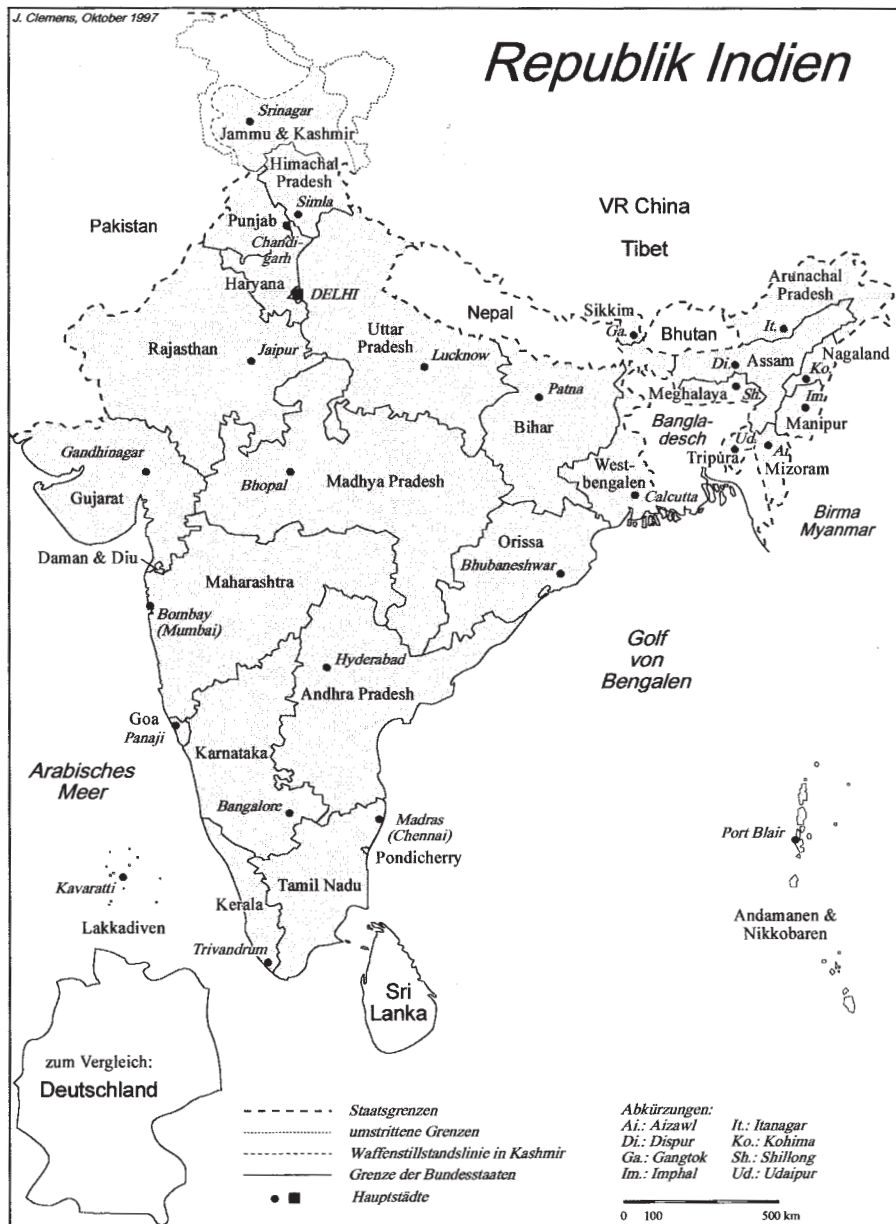 J. Clemens, Oktober 1997
Republik Indien
Srinagar
Jammu & Kashmir
Himachal
Pradesh
Simla
Punjab
Chandi-
garh
Pakistan
VR China
Tibet
Haryana
DELHI
Arunachal
Pradesh
Nepal
Sikkim
Ga.
Bhutan
It.
Rajasthan
Jaipur
Uttar
Pradesh
Lucknow
Di.
Assam
Nagaland
Ko.
Patna
Meghalaya
Sh.
Im.
Bihar
Bangla-
desch
Manipur
Gandhinagar
Ud.
Tripura
Ai.
Mizoram
Gujarat
Bhopal
Madhya Pradesh
West-
bengalen
Calcutta
Birma
Myanmar
Daman & Diu
Orissa
Bhubaneshwar
Maharashtra
Bombay
(Mumbai)
Golf
von
Bengalen
Hyderabad
Andhra Pradesh
Goa
Panaji
Karnataka
Arabisches
Meer
Bangalore
Madras
(Chennai)
Pondicherry
Port Blair
Kavaratti
Lakkadiven
Kerala
Tamil Nadu
Andamanen &
Nikkobaren
Trivandrum
Sri
Lanka
zum Vergleich:
Deutschland
Staatsgrenzen
umstrittene Grenzen
Waffenstillstandslinie in Kashmir
Grenze der Bundesstaaten
Hauptstädte
Abkürzungen:
Ai.: Aizawl It.: Itanagar
Di.: Dispur Ko.: Kohima
Ga.: Gangtok Sh.: Shillong
Im.: Imphal Ud.: Udaipur
0 100 500 km